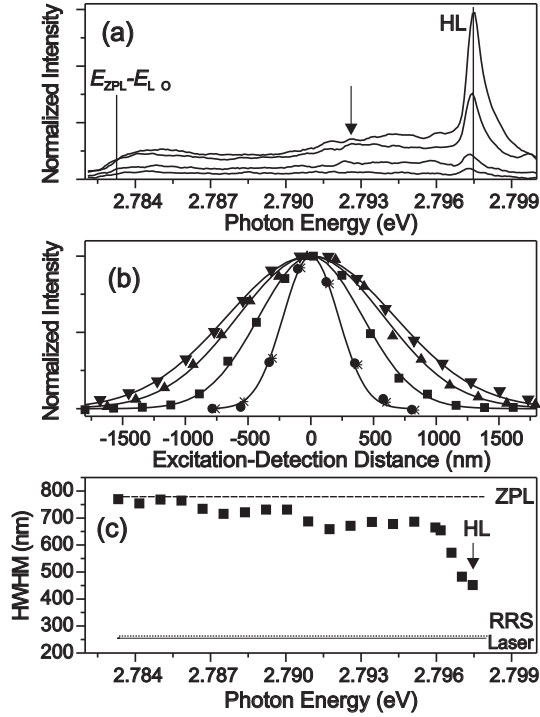 (a)
HL
E_ZPL-E_L O
Normalized Intensity
2.784 2.787 2.790 2.793 2.796 2.799
Photon Energy (eV)
(b)
Normalized Intensity
-1500 -1000 -500 0 500 1000 1500
Excitation-Detection Distance (nm)
800
700
600
500
400
300
200
HWHM (nm)
(c)
ZPL
HL
RRS
Laser
2.784 2.787 2.790 2.793 2.796 2.799
Photon Energy (eV)